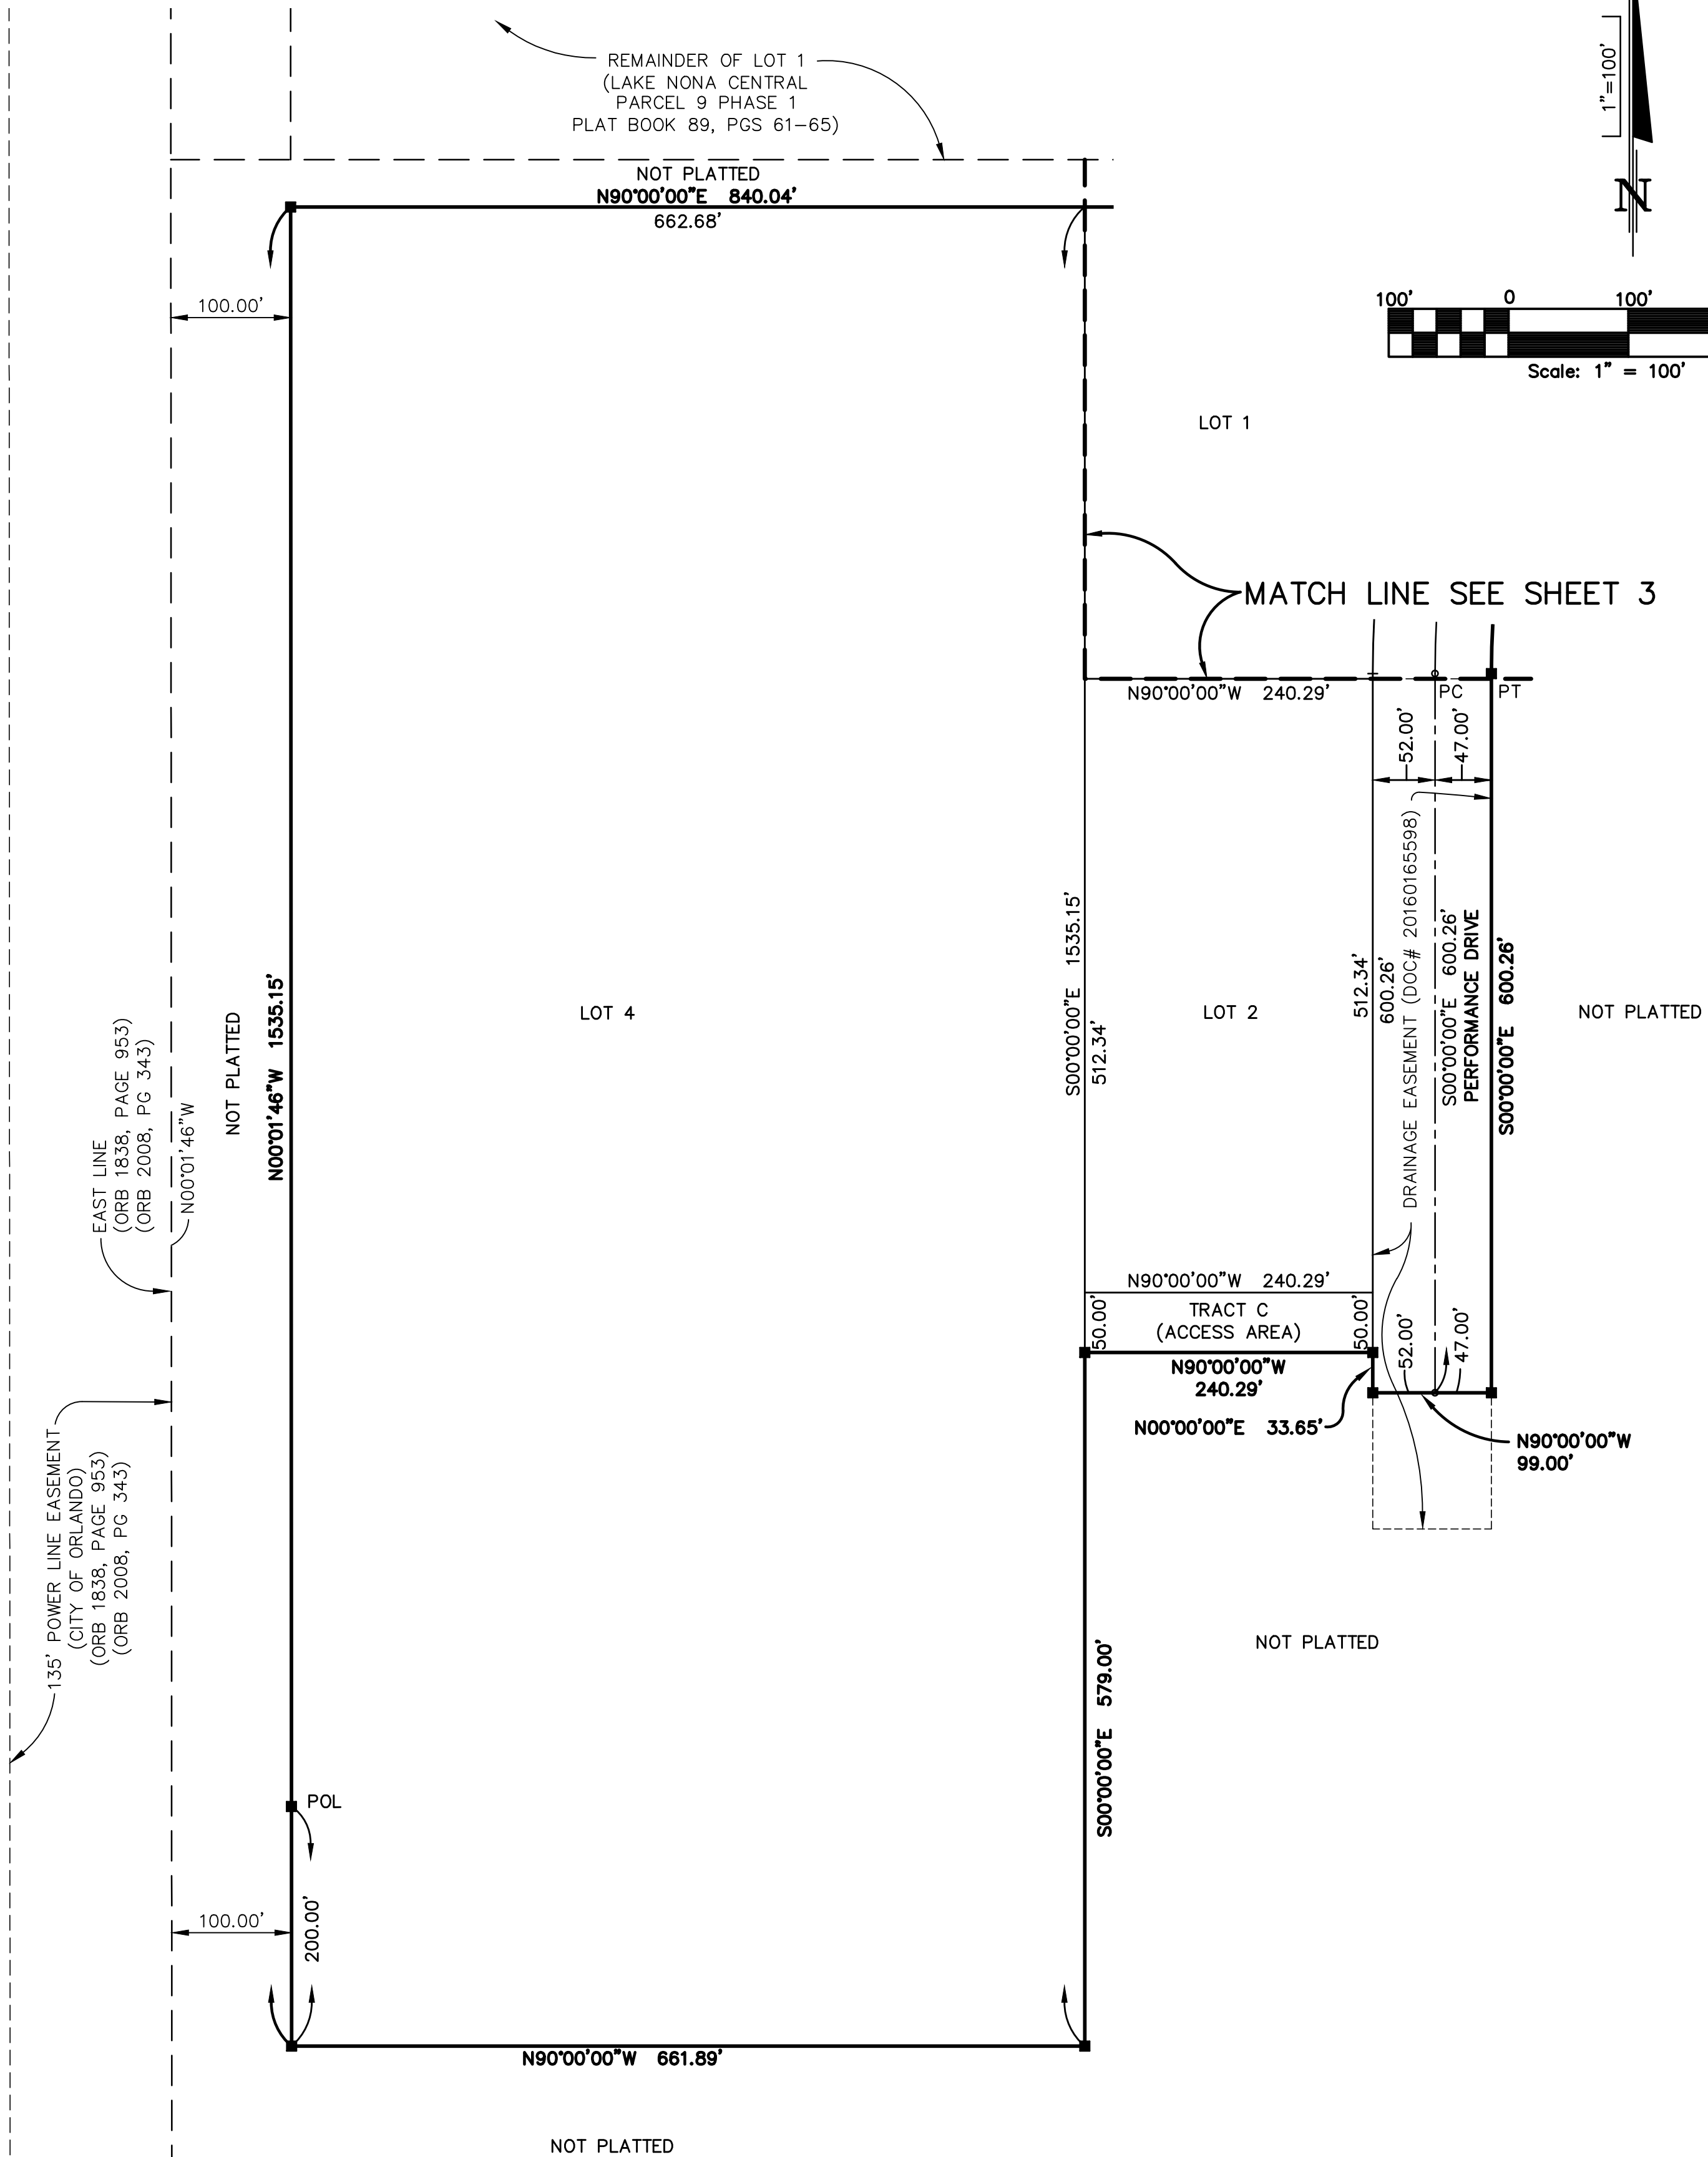 REMAINDER OF LOT 1
(LAKE NONA CENTRAL
PARCEL 9 PHASE 1
PLAT BOOK 89, PGS 61-65)
1"=100'
N
NOT PLATTED
N90°00'00"E 840.04'
662.68'
100.00'
100' 0 100'
Scale: 1" = 100'
LOT 1
MATCH LINE SEE SHEET 3
N90°00'00"W 240.29'
PC
PT
52.00'
47.00'
LOT 4
LOT 2
S00°00'00"E 1535.15'
512.34'
512.34'
600.26'
DRAINAGE EASEMENT (DOC# 20160165598)
S00°00'00"E 600.26'
PERFORMANCE DRIVE
S00°00'00"E 600.26'
NOT PLATTED
NOT PLATTED
N00°01'46"W 1535.15'
EAST LINE
(ORB 1838, PAGE 953)
(ORB 2008, PG 343)
N00°01'46"W
N90°00'00"W 240.29'
50.00'
TRACT C
(ACCESS AREA)
50.00'
52.00'
47.00'
N90°00'00"W
240.29'
N00°00'00"E 33.65'
N90°00'00"W
99.00'
135' POWER LINE EASEMENT
(CITY OF ORLANDO)
(ORB 1838, PAGE 953)
(ORB 2008, PG 343)
NOT PLATTED
S00°00'00"E 579.00'
POL
200.00'
100.00'
N90°00'00"W 661.89'
NOT PLATTED